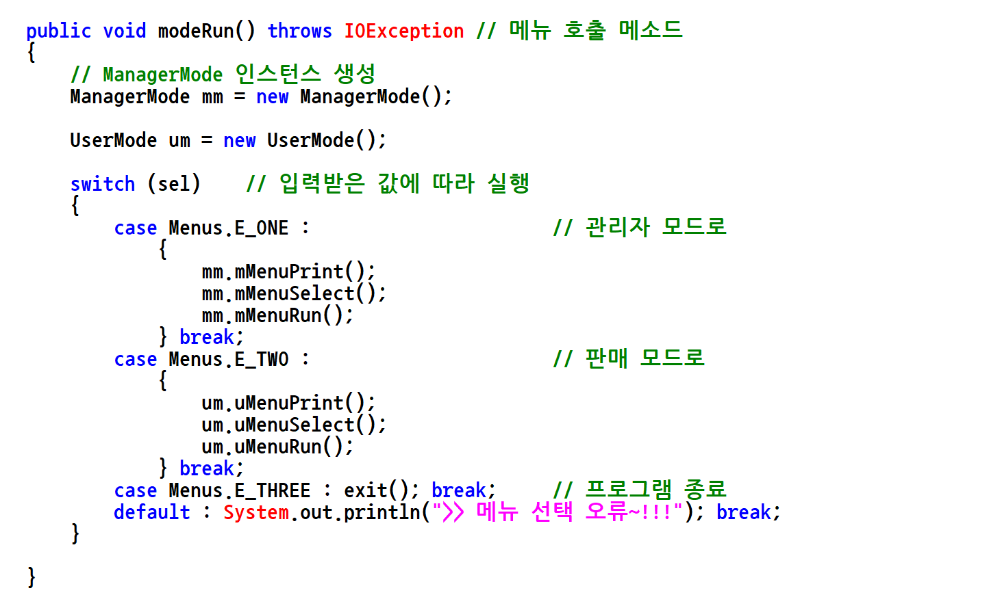 public void modeRun() throws IOException // 메뉴 호출 메소드
{
// ManagerMode 인스턴스 생성
ManagerMode mm = new ManagerMode();
UserMode um = new UserMode();
switch (sel) // 입력받은 값에 따라 실행
{
case Menus.E_ONE : // 관리자 모드로
{
mm.mMenuPrint();
mm.mMenuSelect();
mm.mMenuRun();
} break;
case Menus.E_TWO : // 판매 모드로
{
um.uMenuPrint();
um.uMenuSelect();
um.uMenuRun();
} break;
case Menus.E_THREE : exit(); break; // 프로그램 종료
default : System.out.println(">> 메뉴 선택 오류~!!!"); break;
}
}